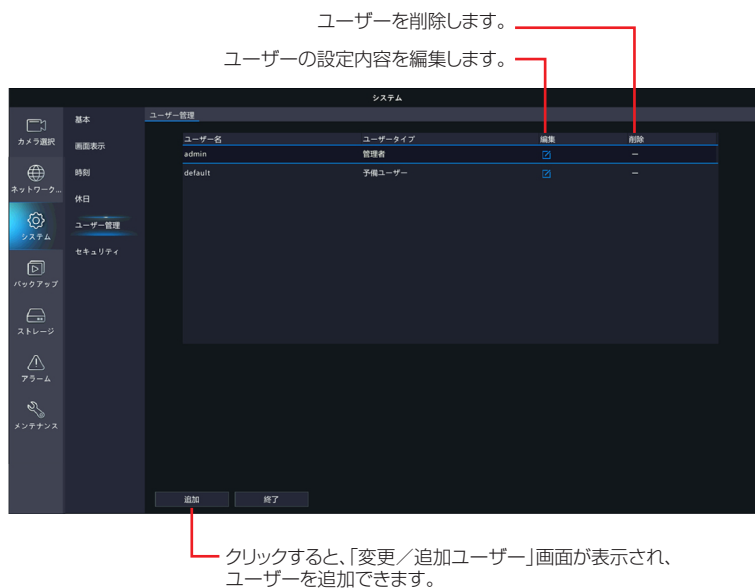 ユーザーを削除します。
ユーザーの設定内容を編集します。
システム
カメラ選択
ネットワーク...
システム
バックアップ
ストレージ
アラーム
メンテナンス
基本
画面表示
時刻
休日
ユーザー管理
セキュリティ
ユーザー管理
ユーザー名 ユーザータイプ 編集 削除
admin 管理者 －
default 予備ユーザー －
追加 終了
クリックすると、「変更／追加ユーザー」画面が表示され、
ユーザーを追加できます。